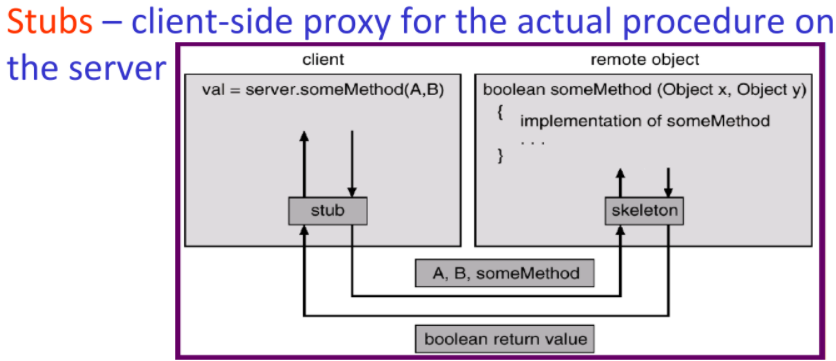 Stubs – client-side proxy for the actual procedure on
the server
client
remote object
val = server.someMethod(A,B)
boolean someMethod (Object x, Object y)
{
implementation of someMethod
. . .
}
stub
skeleton
A, B, someMethod
boolean return value